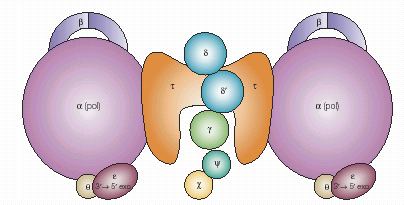 β
δ
β
τ
δ′
τ
α (pol)
α (pol)
γ
ψ
ε
ε
θ
3′→ 5′ exo
χ
θ
3′→ 5′ exo